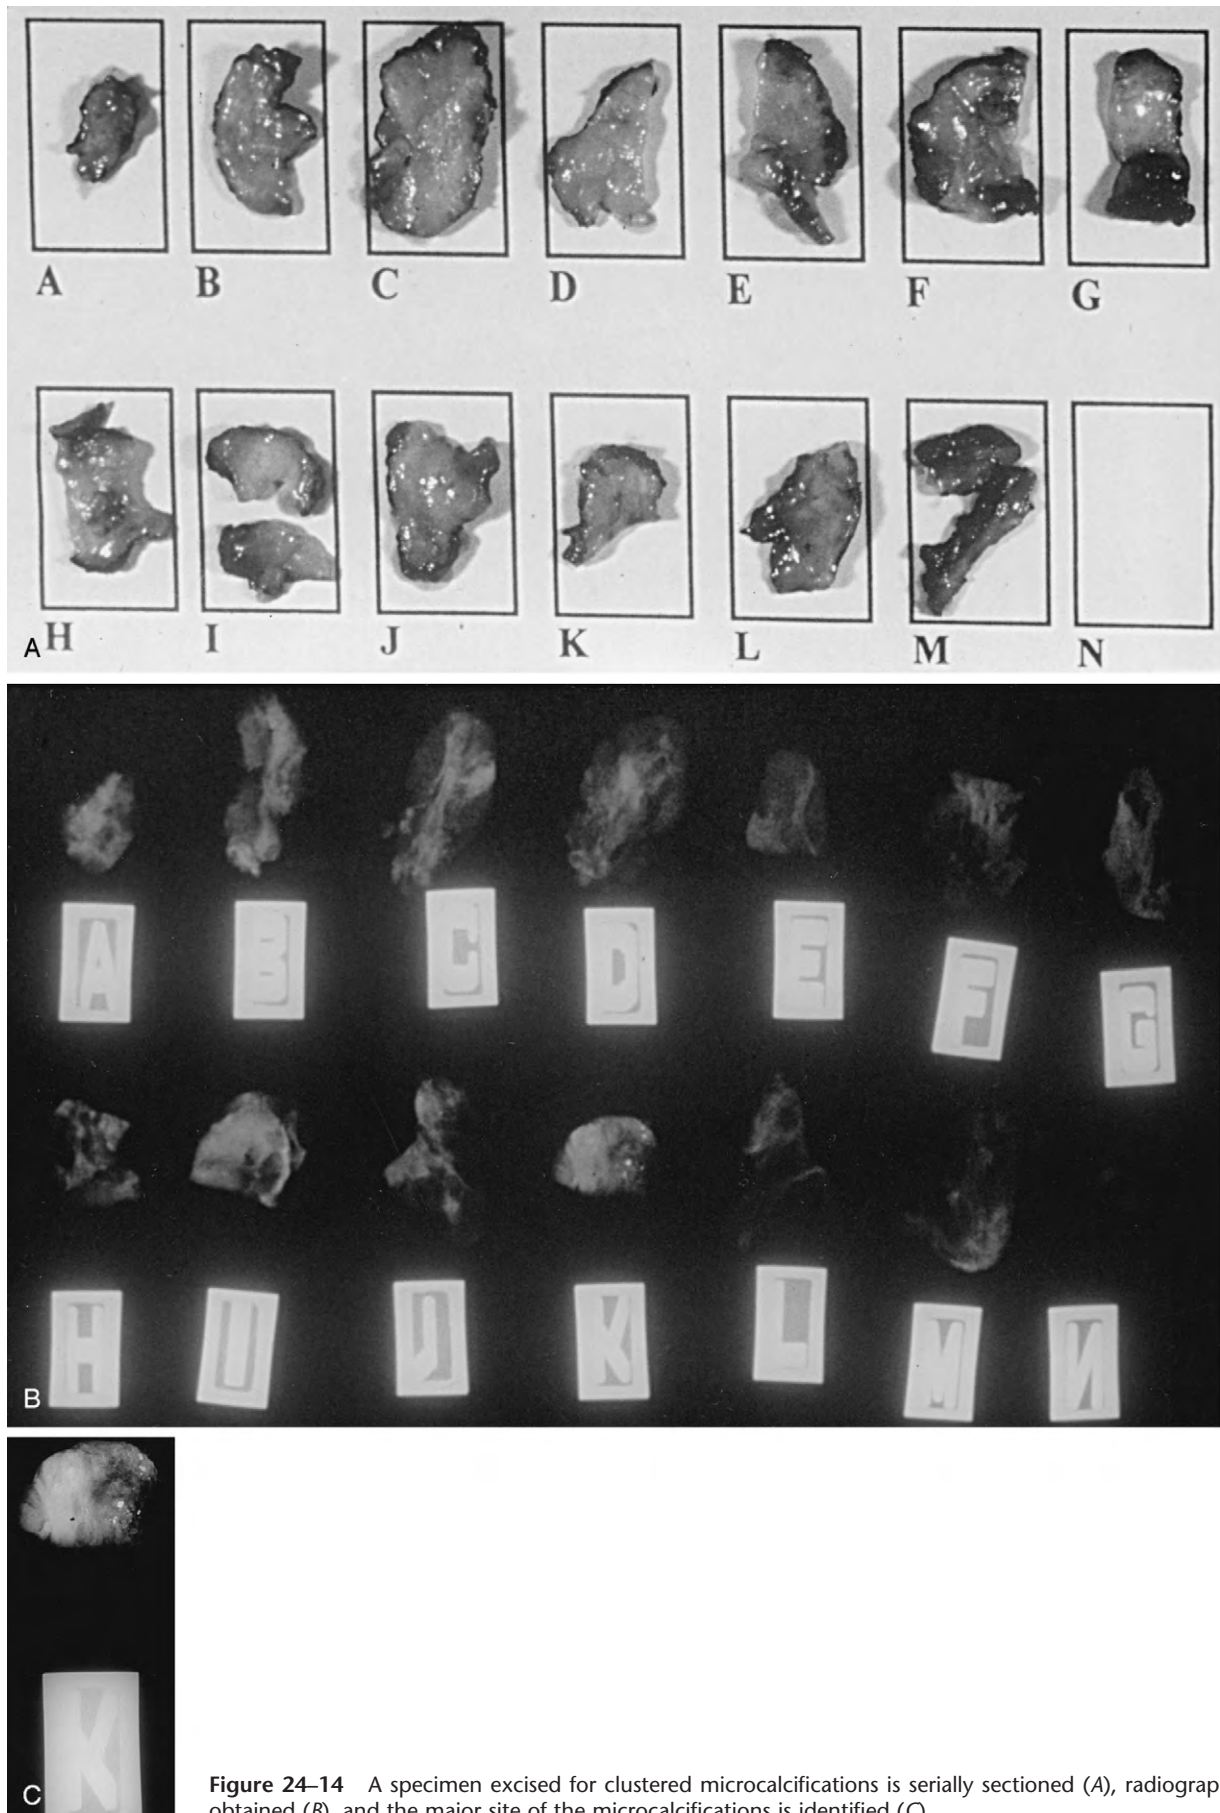 A B C D E F G
A H I J K L M N
A B C D E F G
H I J K L M N
B
K
C
Figure 24–14 A specimen excised for clustered microcalcifications is serially sectioned (A), radiograp
obtained (B), and the major site of the microcalcifications is identified (C)